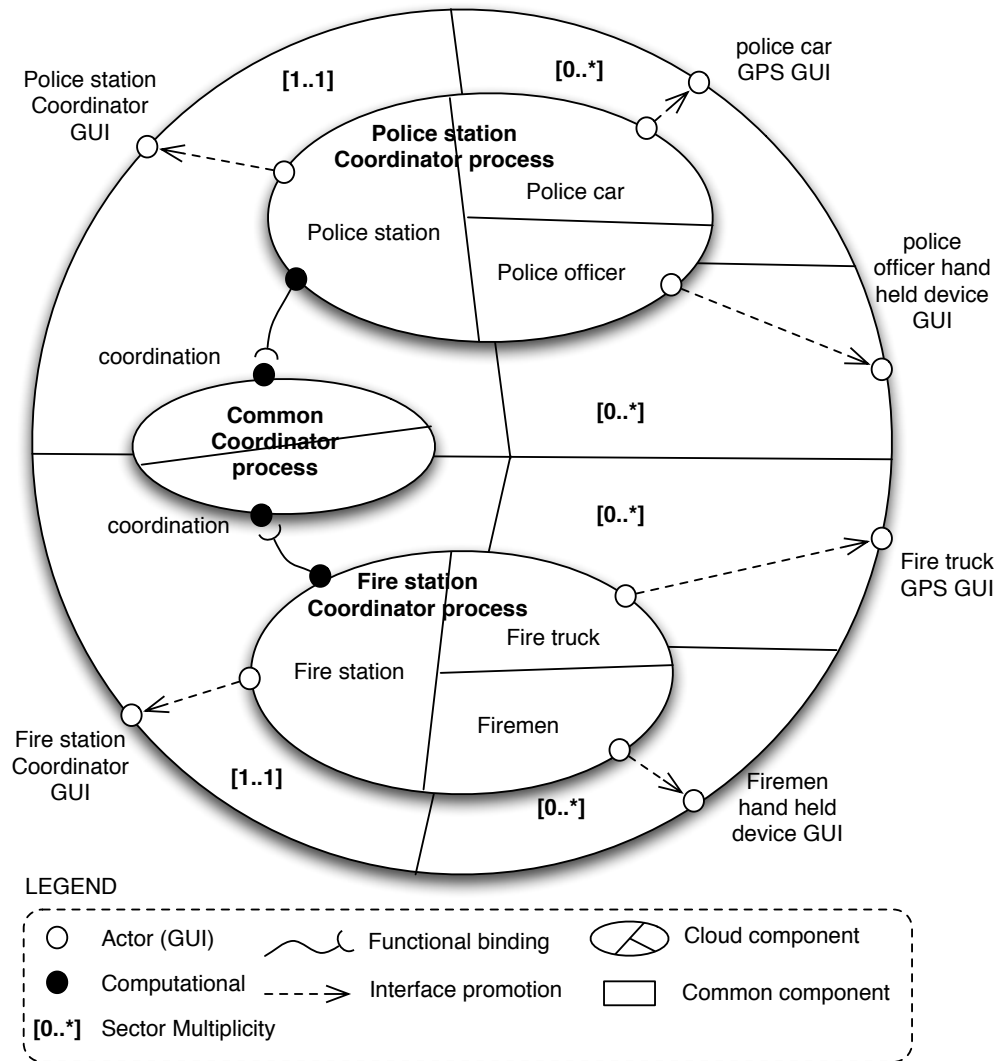 police car
GPS GUI
[0..*]
[1..1]
Police station
Coordinator
GUI
Police station
Coordinator process
Police car
Police station
Police officer
police
officer hand
held device
GUI
coordination
[0..*]
Common
Coordinator
process
coordination
[0..*]
Fire truck
GPS GUI
Fire station
Coordinator process
Fire truck
Fire station
Firemen
Fire station
Coordinator
GUI
[1..1]
[0..*]
Firemen
hand held
device GUI
LEGEND
Actor (GUI)
Functional binding
Cloud component
Computational
Interface promotion
Common component
[0..*] Sector Multiplicity